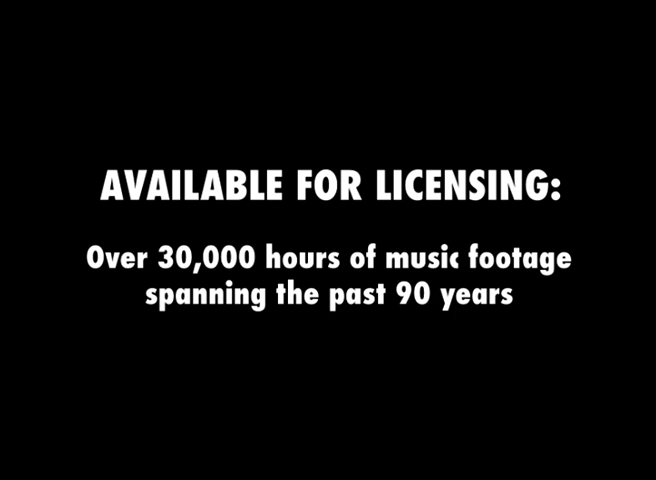 AVAILABLE FOR LICENSING:
Over 30,000 hours of music footage
spanning the past 90 years